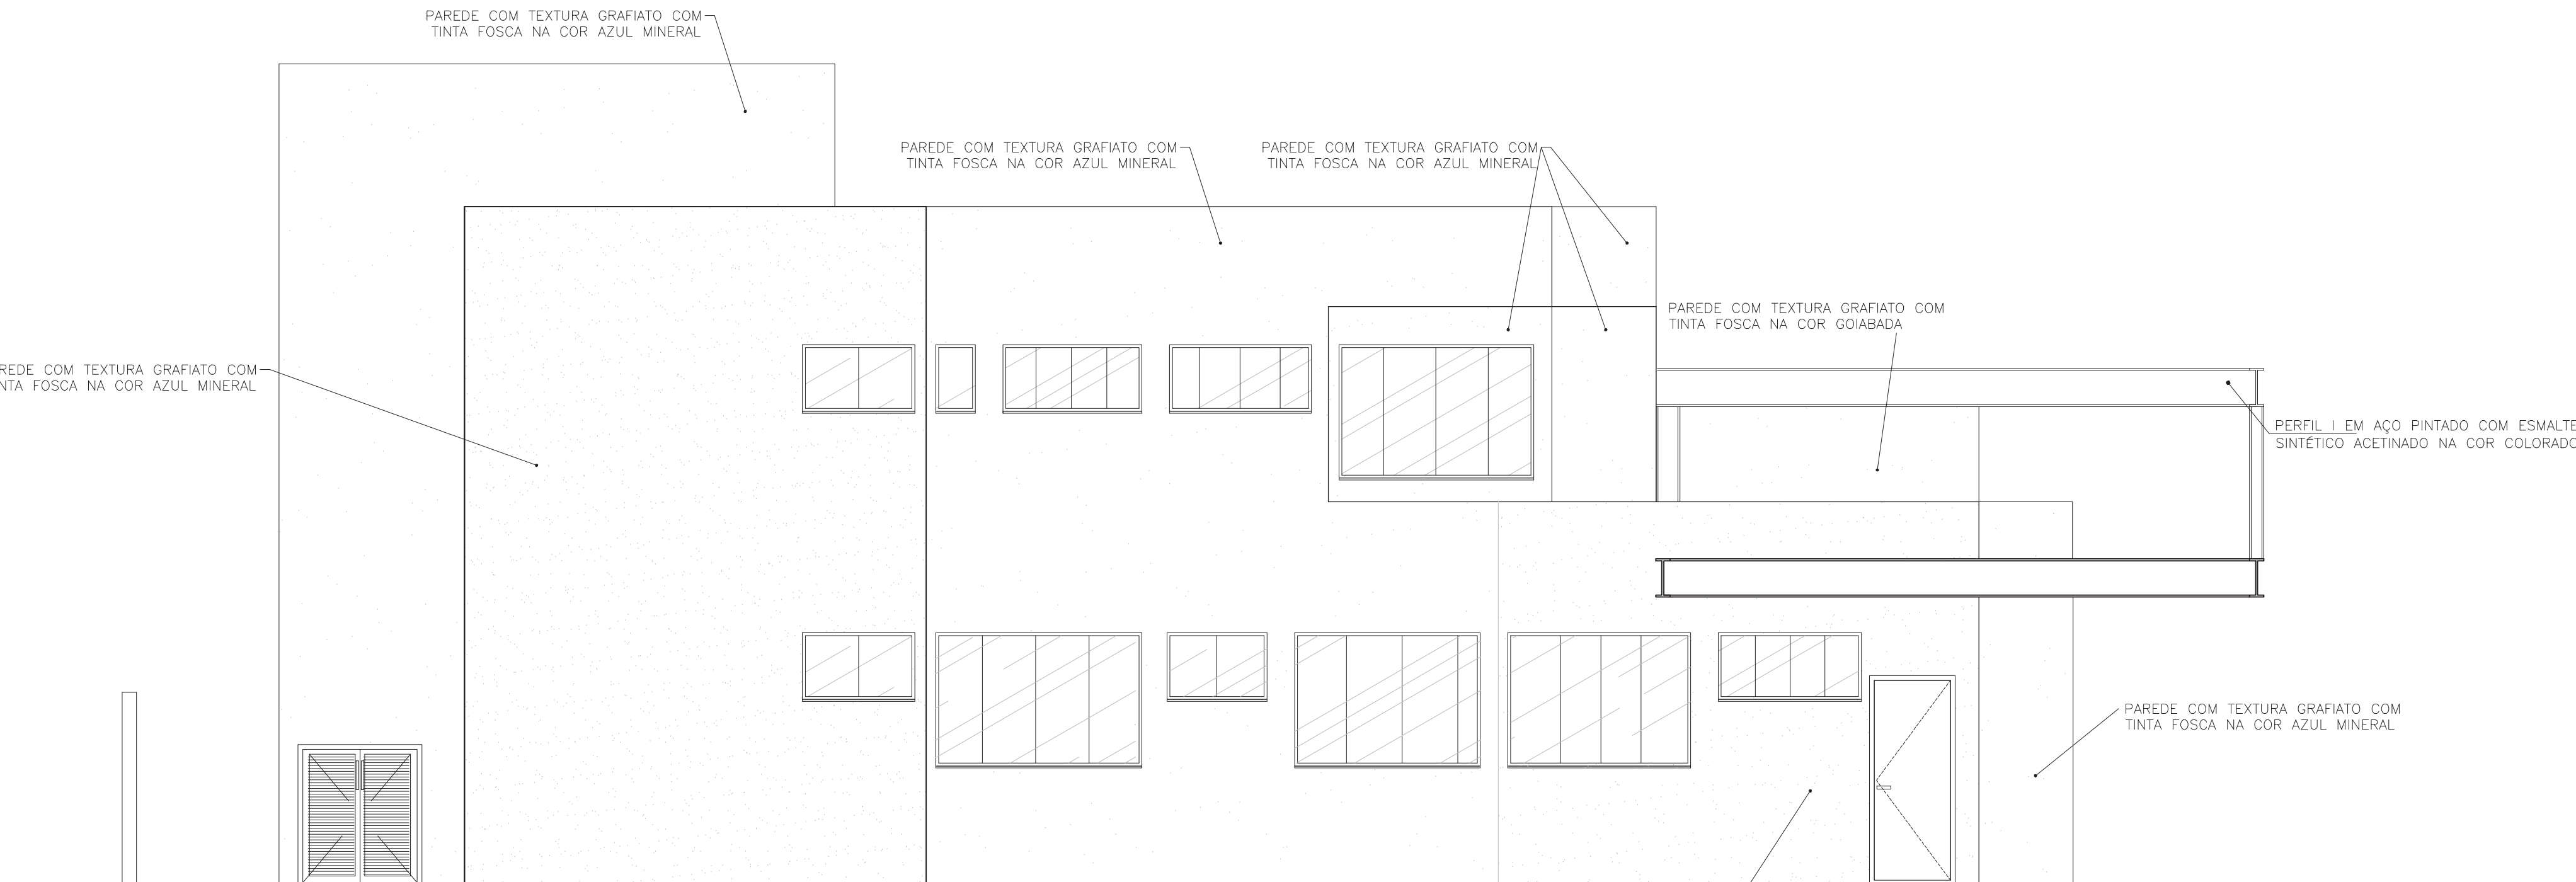 PAREDE COM TEXTURA GRAFIATO COM
TINTA FOSCA NA COR AZUL MINERAL
PAREDE COM TEXTURA GRAFIATO COM
TINTA FOSCA NA COR AZUL MINERAL
PAREDE COM TEXTURA GRAFIATO COM
TINTA FOSCA NA COR AZUL MINERAL
PAREDE COM TEXTURA GRAFIATO COM
TINTA FOSCA NA COR GOIABADA
REDE COM TEXTURA GRAFIATO COM
NTA FOSCA NA COR AZUL MINERAL
PERFIL I EM AÇO PINTADO COM ESMALTE
SINTÉTICO ACETINADO NA COR COLORADO
PAREDE COM TEXTURA GRAFIATO COM
TINTA FOSCA NA COR AZUL MINERAL